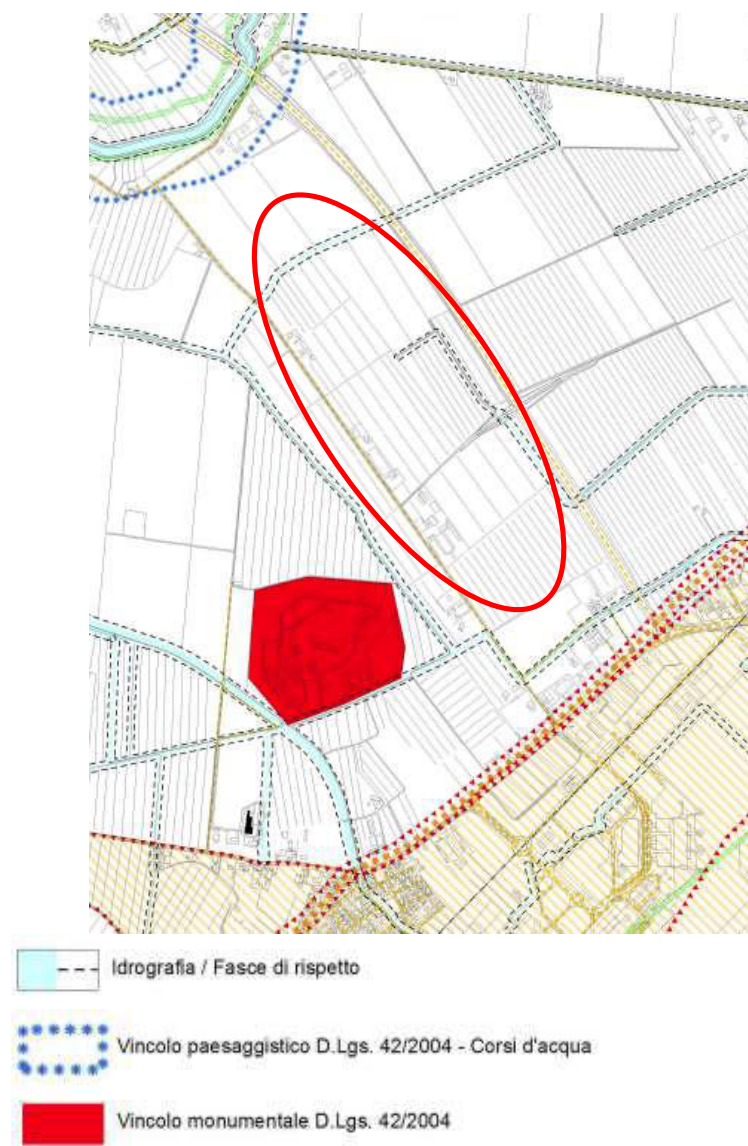 Idrografia / Fasce di rispetto
Vincolo paesaggistico D.Lgs. 42/2004 - Corsi d'acqua
Vincolo monumentale D.Lgs. 42/2004